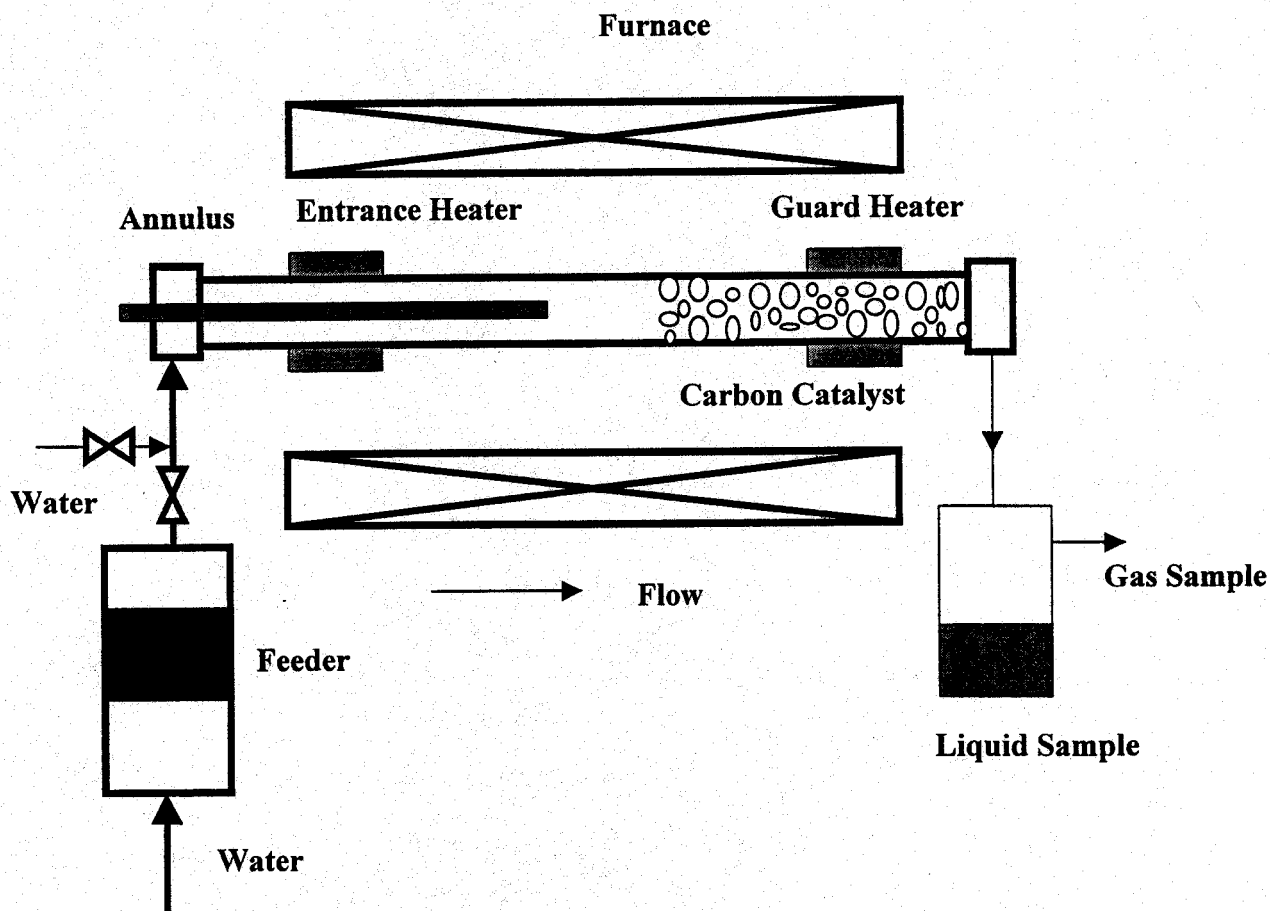 Furnace
Annulus
Entrance Heater
Guard Heater
Carbon Catalyst
Water
Gas Sample
Flow
Feeder
Liquid Sample
Water